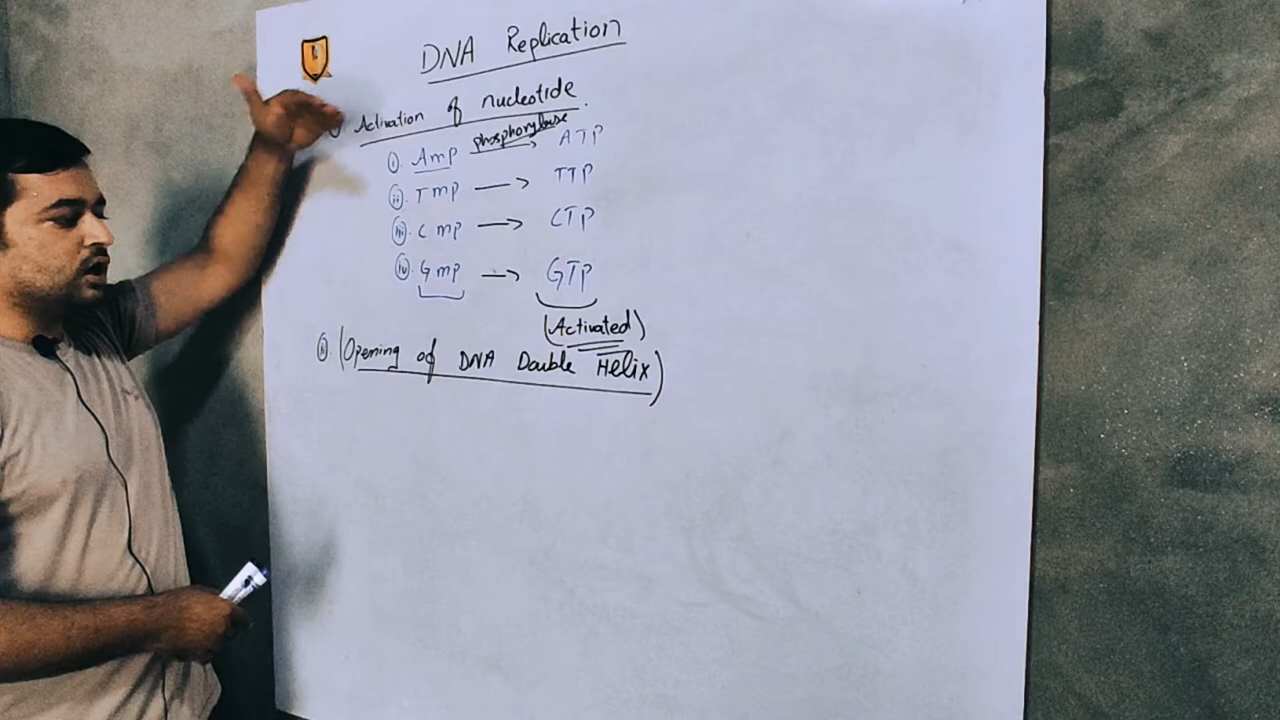 DNA Replication
Activation of nucleotide.
(i) Amp phosphorylase → ATP
(ii). Tmp → TTP
(iii). Cmp → CTP
(iv) Gmp → GTP
(Activated)
(ii). (Opening of DNA Double Helix)